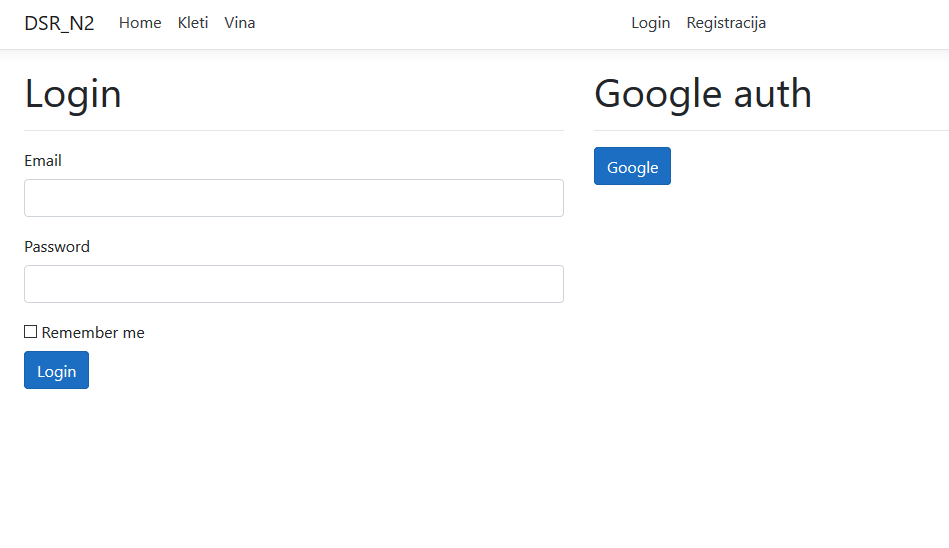 DSR_N2 Home Kleti Vina Login Registracija
Login
Email
Password
Remember me
Login
Google auth
Google